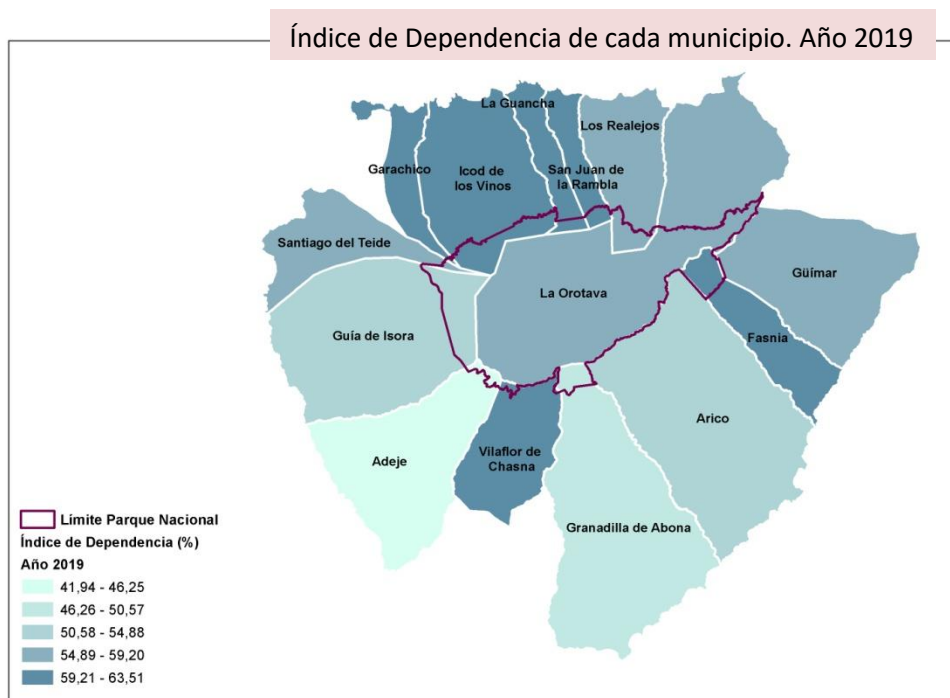 Índice de Dependencia de cada municipio. Año 2019
La Guancha
Los Realejos
Garachico
Icod de
los Vinos
San Juan de
la Rambla
Santiago del Teide
Güímar
La Orotava
Guía de Isora
Fasnia
Arico
Adeje
Vilaflor de
Chasna
Granadilla de Abona
Límite Parque Nacional
Índice de Dependencia (%)
Año 2019
41,94 - 46,25
46,26 - 50,57
50,58 - 54,88
54,89 - 59,20
59,21 - 63,51